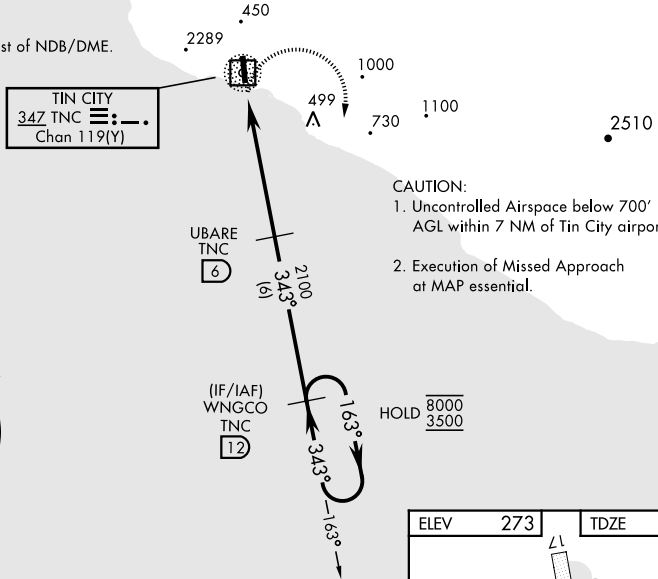 450
2289
st of NDB/DME.
1000
TIN CITY
347 TNC
Chan 119(Y)
499
730
1100
2510
CAUTION:
1. Uncontrolled Airspace below 700'
AGL within 7 NM of Tin City airpor
2. Execution of Missed Approach
at MAP essential.
UBARE
TNC
6
2100
343°
(6)
(IF/IAF)
WNGCO
TNC
12
163°
HOLD 8000
3500
343°
163°
ELEV 273
TDZE
17